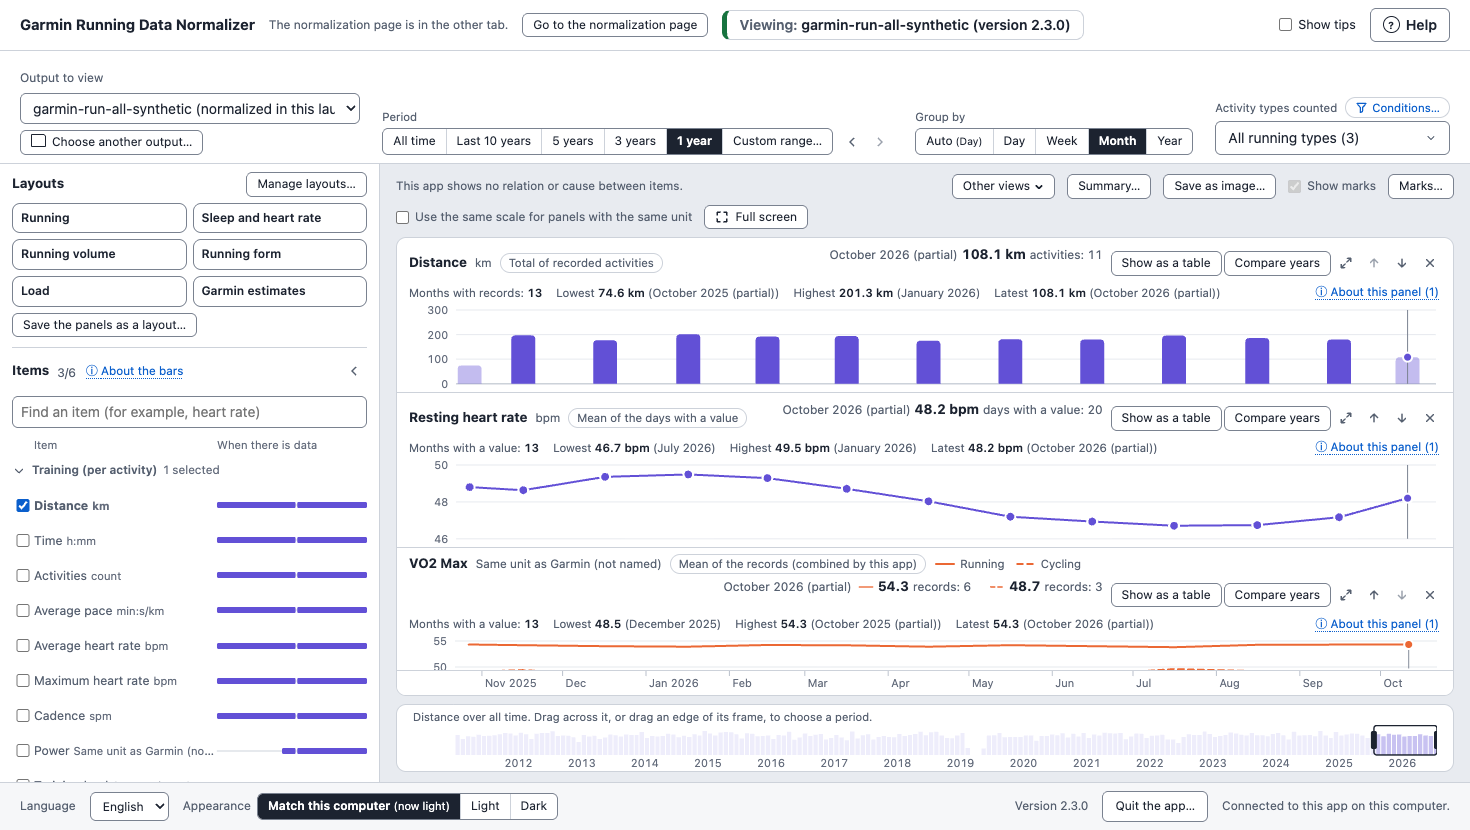 Garmin Running Data Normalizer
The normalization page is in the other tab.
Go to the normalization page
Viewing: garmin-run-all-synthetic (version 2.3.0)
Show tips
Help
Output to view
garmin-run-all-synthetic (normalized in this lau
Choose another output...
Period
All time
Last 10 years
5 years
3 years
1 year
Custom range...
Group by
Auto (Day)
Day
Week
Month
Year
Activity types counted
Conditions...
All running types (3)
Layouts
Manage layouts...
Running
Sleep and heart rate
Running volume
Running form
Load
Garmin estimates
Save the panels as a layout...
Items 3/6
About the bars
Find an item (for example, heart rate)
Item
When there is data
Training (per activity) 1 selected
Distance km
Time h:mm
Activities count
Average pace min:s/km
Average heart rate bpm
Maximum heart rate bpm
Cadence spm
Power Same unit as Garmin (no...
This app shows no relation or cause between items.
Other views
Summary...
Save as image...
Show marks
Marks...
Use the same scale for panels with the same unit
Full screen
Distance km
Total of recorded activities
October 2026 (partial) 108.1 km activities: 11
Show as a table
Compare years
Months with records: 13 Lowest 74.6 km (October 2025 (partial)) Highest 201.3 km (January 2026) Latest 108.1 km (October 2026 (partial))
About this panel (1)
300
200
100
0
Resting heart rate bpm
Mean of the days with a value
October 2026 (partial) 48.2 bpm days with a value: 20
Show as a table
Compare years
Months with a value: 13 Lowest 46.7 bpm (July 2026) Highest 49.5 bpm (January 2026) Latest 48.2 bpm (October 2026 (partial))
About this panel (1)
50
48
46
VO2 Max Same unit as Garmin (not named)
Mean of the records (combined by this app)
Running
Cycling
October 2026 (partial) 54.3 records: 6 48.7 records: 3
Show as a table
Compare years
Months with a value: 13 Lowest 48.5 (December 2025) Highest 54.3 (October 2025 (partial)) Latest 54.3 (October 2026 (partial))
About this panel (1)
55
50
Nov 2025 Dec Jan 2026 Feb Mar Apr May Jun Jul Aug Sep Oct
Distance over all time. Drag across it, or drag an edge of its frame, to choose a period.
2012 2013 2014 2015 2016 2017 2018 2019 2020 2021 2022 2023 2024 2025 2026
Language
English
Appearance
Match this computer (now light)
Light
Dark
Version 2.3.0
Quit the app...
Connected to this app on this computer.